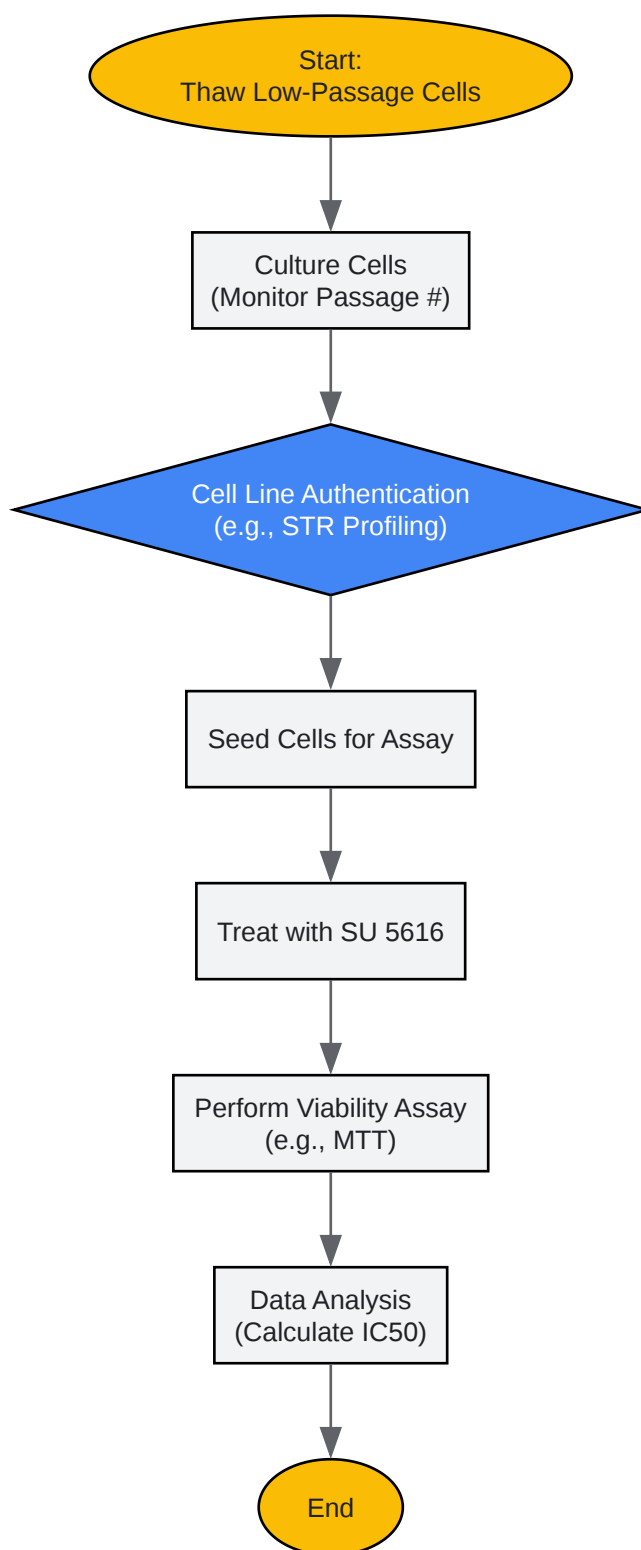 Start:
Thaw Low-Passage Cells
Culture Cells
(Monitor Passage #)
Cell Line Authentication
(e.g., STR Profiling)
Seed Cells for Assay
Treat with SU 5616
Perform Viability Assay
(e.g., MTT)
Data Analysis
(Calculate IC50)
End